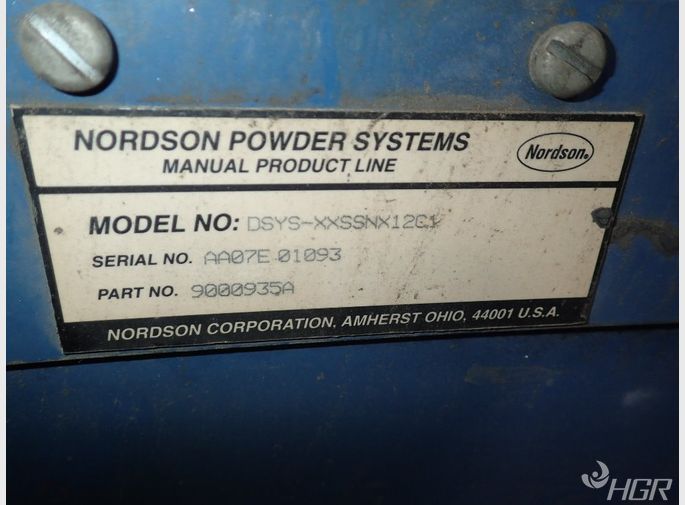 NORDSON POWDER SYSTEMS
MANUAL PRODUCT LINE
Nordson®
MODEL NO: DSYS-XXSSNX12C1
SERIAL NO. AA07E 01093
PART NO. 9000935A
NORDSON CORPORATION, AMHERST OHIO, 44001 U.S.A.
HGR